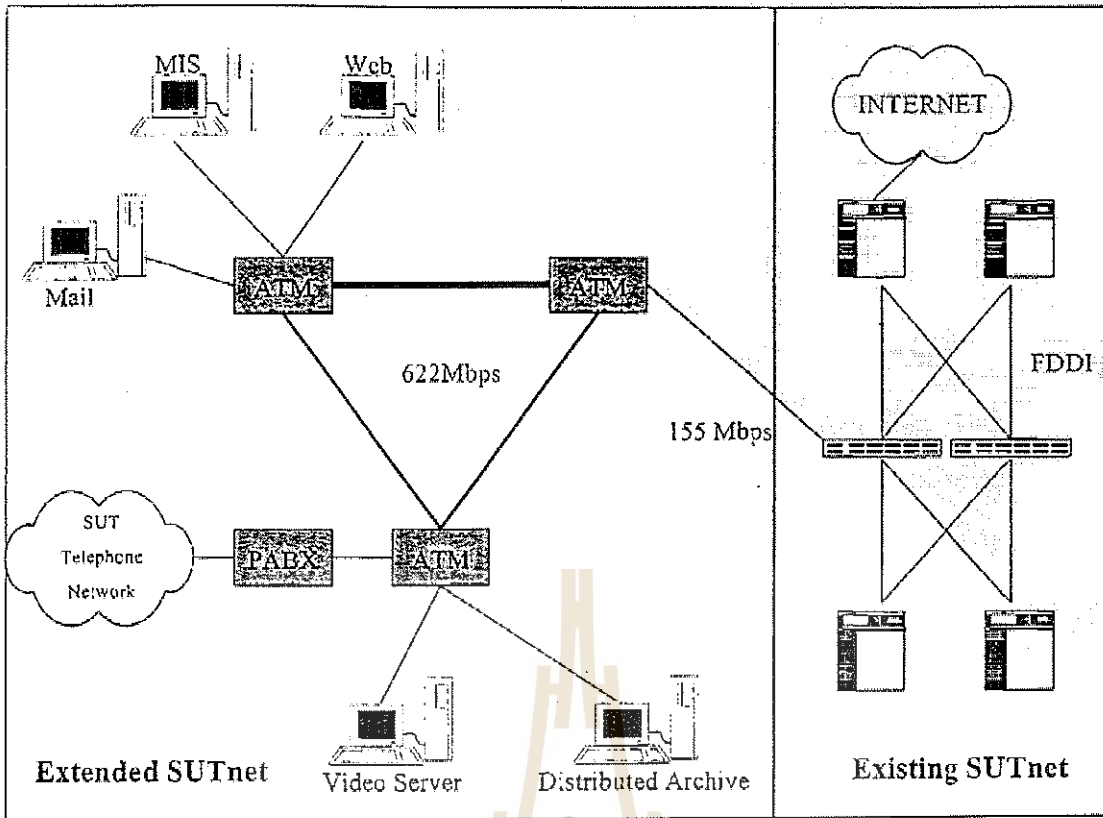 MIS
Web
INTERNET
Mail
ATM
ATM
FDDI
622Mbps
155 Mbps
SUT
Telephone
Network
PABX
ATM
Extended SUTnet
Video Server
Distributed Archive
Existing SUTnet